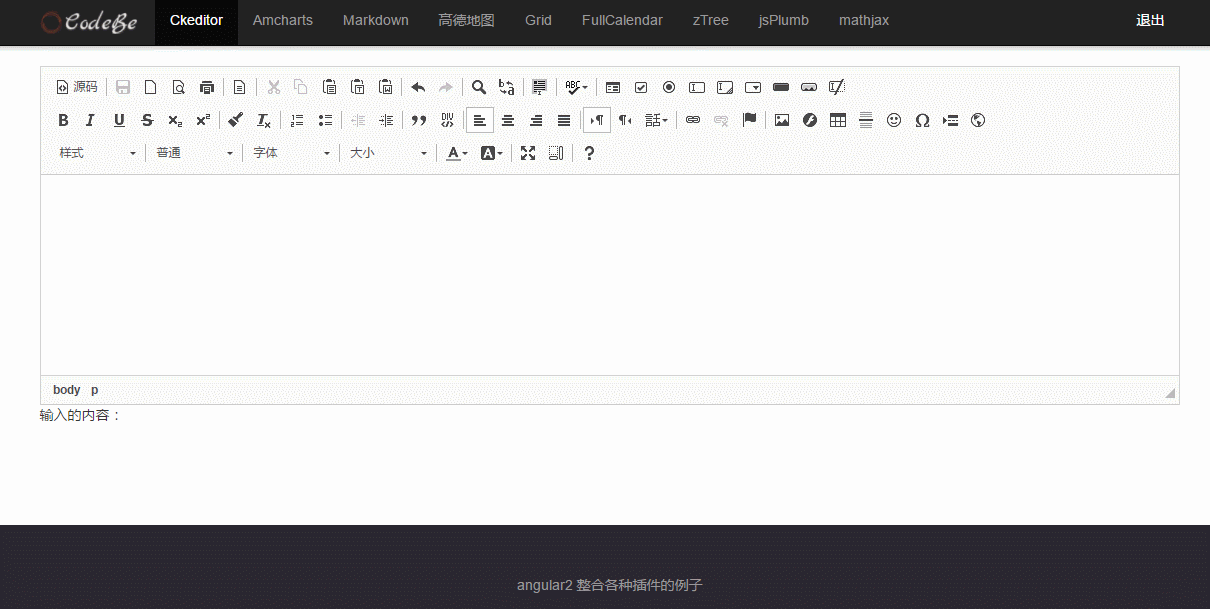 CodeBe Ckeditor Amcharts Markdown 高德地图 Grid FullCalendar zTree jsPlumb mathjax 退出
源码
样式 普通 字体 大小
body p
输入的内容：
angular2 整合各种插件的例子